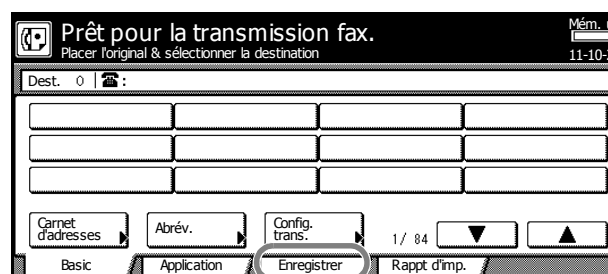 Prêt pour la transmission fax.
Mém.
Placer l'original & sélectionner la destination
11-10-
Dest. 0 ☎:
Carnet d'adresses
Abrév.
Config. trans.
1/ 84
Basic
Application
Enregistrer
Rappt d'imp.